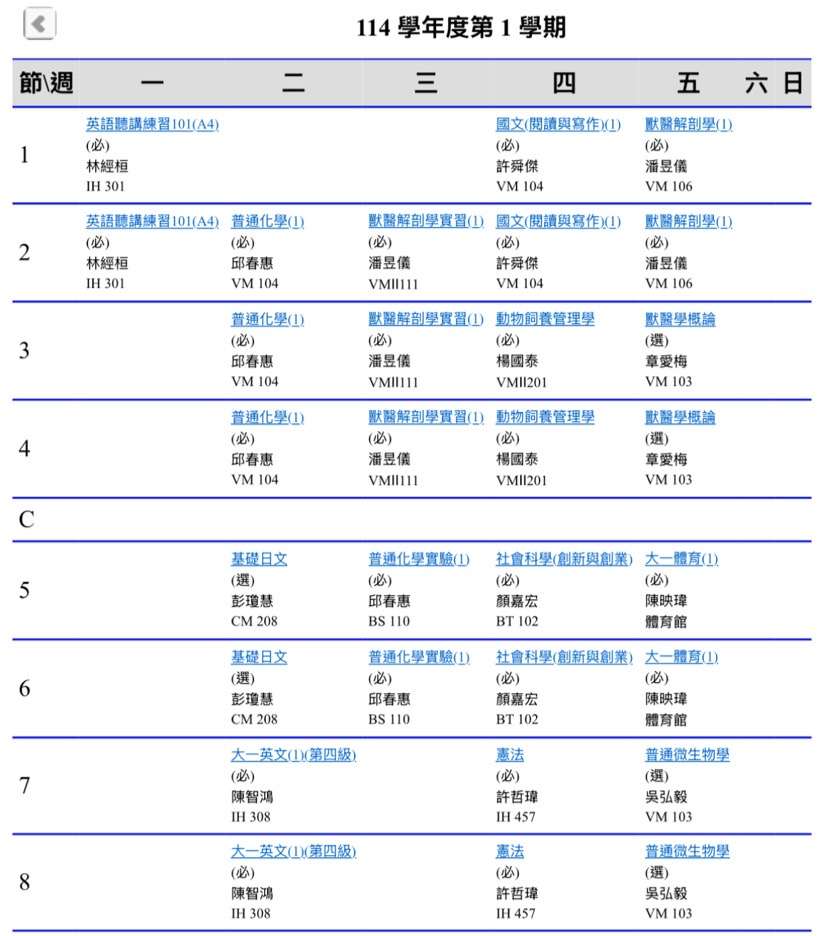 114 學年度第 1 學期
節\週 一 二 三 四 五 六 日
1
英語聽講練習101(A4)
(必)
林經桓
IH 301
國文(閱讀與寫作)(1)
(必)
許舜傑
VM 104
獸醫解剖學(1)
(必)
潘昱儀
VM 106
2
英語聽講練習101(A4)
(必)
林經桓
IH 301
普通化學(1)
(必)
邱春惠
VM 104
獸醫解剖學實習(1)
(必)
潘昱儀
VMII111
國文(閱讀與寫作)(1)
(必)
許舜傑
VM 104
獸醫解剖學(1)
(必)
潘昱儀
VM 106
3
普通化學(1)
(必)
邱春惠
VM 104
獸醫解剖學實習(1)
(必)
潘昱儀
VMII111
動物飼養管理學
(必)
楊國泰
VMII201
獸醫學概論
(選)
章愛梅
VM 103
4
普通化學(1)
(必)
邱春惠
VM 104
獸醫解剖學實習(1)
(必)
潘昱儀
VMII111
動物飼養管理學
(必)
楊國泰
VMII201
獸醫學概論
(選)
章愛梅
VM 103
C
5
基礎日文
(選)
彭瓊慧
CM 208
普通化學實驗(1)
(必)
邱春惠
BS 110
社會科學(創新與創業)
(必)
顏嘉宏
BT 102
大一體育(1)
(必)
陳映瑋
體育館
6
基礎日文
(選)
彭瓊慧
CM 208
普通化學實驗(1)
(必)
邱春惠
BS 110
社會科學(創新與創業)
(必)
顏嘉宏
BT 102
大一體育(1)
(必)
陳映瑋
體育館
7
大一英文(1)(第四級)
(必)
陳智鴻
IH 308
憲法
(必)
許哲瑋
IH 457
普通微生物學
(選)
吳弘毅
VM 103
8
大一英文(1)(第四級)
(必)
陳智鴻
IH 308
憲法
(必)
許哲瑋
IH 457
普通微生物學
(選)
吳弘毅
VM 103